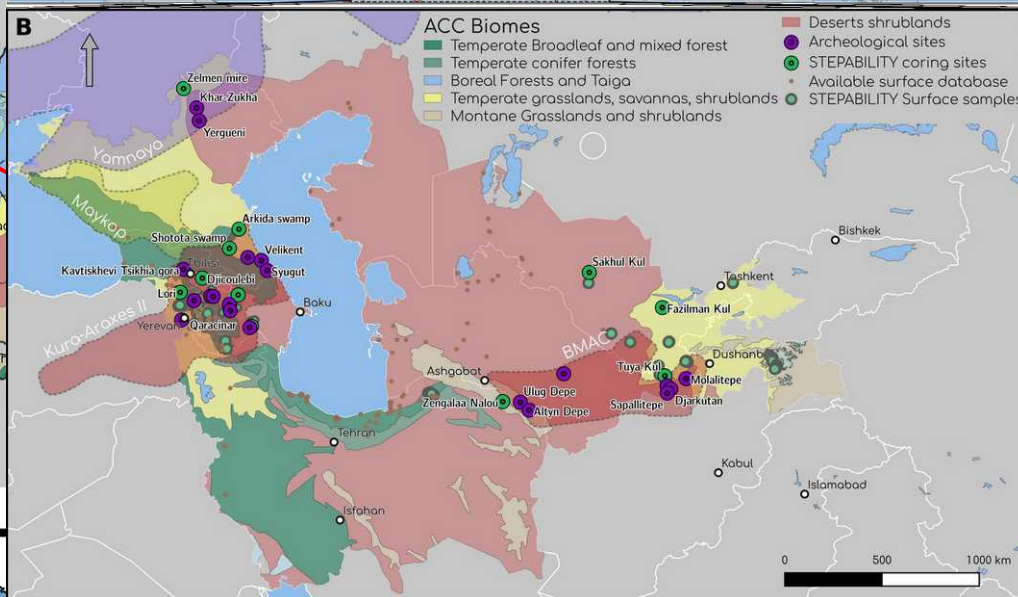 B
ACC Biomes
Temperate Broadleaf and mixed forest
Temperate conifer forests
Boreal Forests and Taiga
Temperate grasslands, savannas, shrublands
Montane Grasslands and shrublands
Deserts shrublands
Archeological sites
STEPABILITY coring sites
Available surface database
STEPABILITY Surface samples
Zelmen mire
Khar-Zukha
Yergueni
Yamnaya
Maykop
Arkida swamp
Shotota swamp
Velikent
Kavtiskhevi Tsikhia gora
Tbilisi
Syugut
Djicoulebi
Lori
Baku
Kura-Araxes II
Yerevan
Qaracinar
Bishkek
Sakhul Kul
Tashkent
Fazilman Kul
BMAC
Dushanb
Ashgabat
Tuya Kul
Molalitepe
Ulug Depe
Zengalaa Nalou
Altyn Depe
Sapallitepe
Djarkutan
Tehran
Kabul
Islamabad
Isfahan
0 500 1000 km